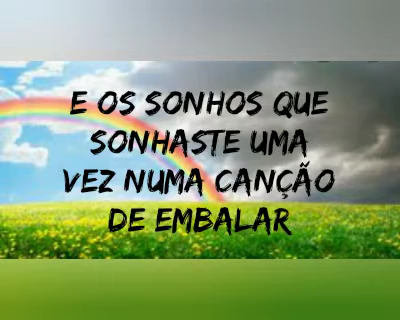 E OS SONHOS QUE
SONHASTE UMA
VEZ NUMA CANÇÃO
DE EMBALAR